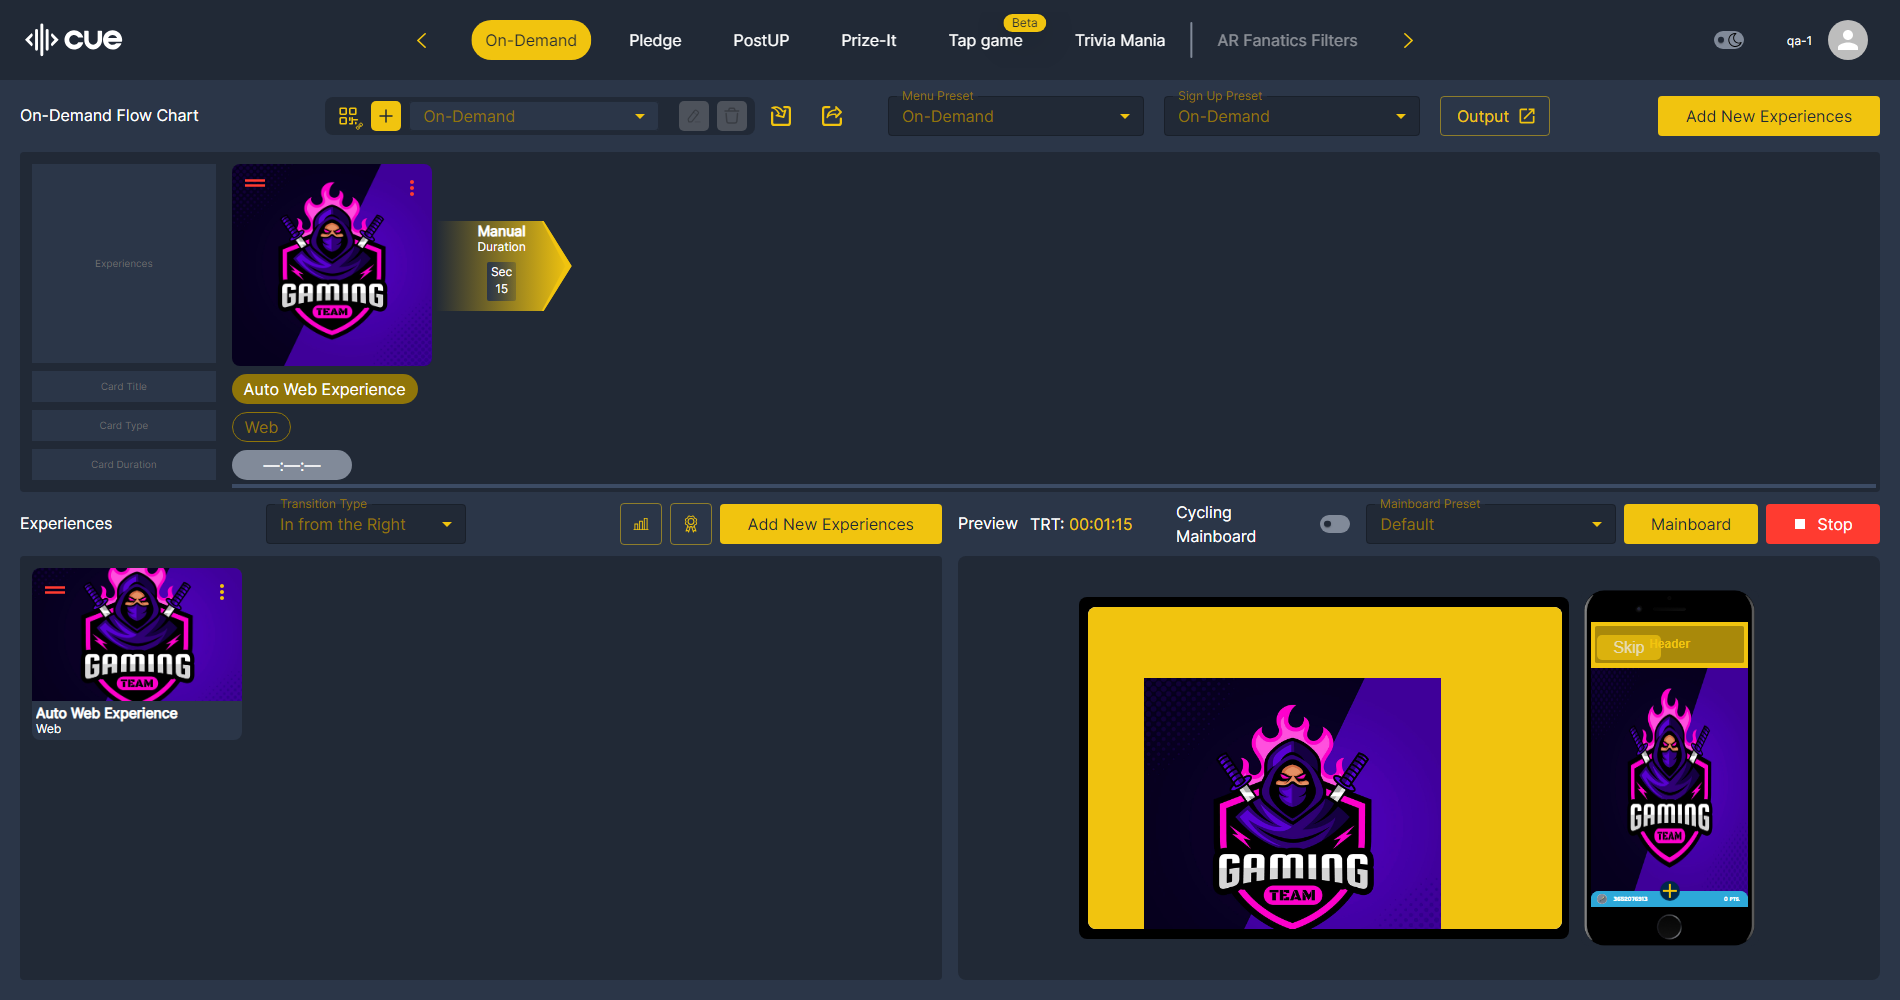 cue
On-Demand
Pledge
PostUP
Prize-It
Beta
Tap game
Trivia Mania
AR Fanatics Filters
qa-1
On-Demand Flow Chart
On-Demand
Menu Preset
On-Demand
Sign Up Preset
On-Demand
Output
Add New Experiences
Experiences
Card Title
Card Type
Card Duration
GAMING
TEAM
Manual
Duration
Sec
15
Auto Web Experience
Web
—:—:—
Experiences
Transition Type
In from the Right
Add New Experiences
Preview
TRT: 00:01:15
Cycling
Mainboard
Mainboard Preset
Default
Mainboard
Stop
GAMING
TEAM
Auto Web Experience
Web
GAMING
TEAM
Skip
Header
GAMING
TEAM
0 PTS.